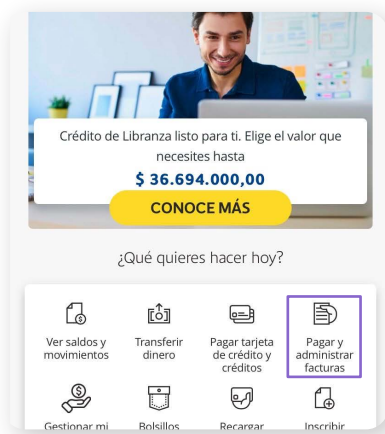 Crédito de Libranza listo para ti. Elige el valor que
necesites hasta
$ 36.694.000,00
CONOCE MÁS
¿Qué quieres hacer hoy?
Ver saldos y
movimientos
Transferir
dinero
Pagar tarjeta
de crédito y
créditos
Pagar y
administrar
facturas
Gestionar mi
Bolsillos
Recargar
Inscribir